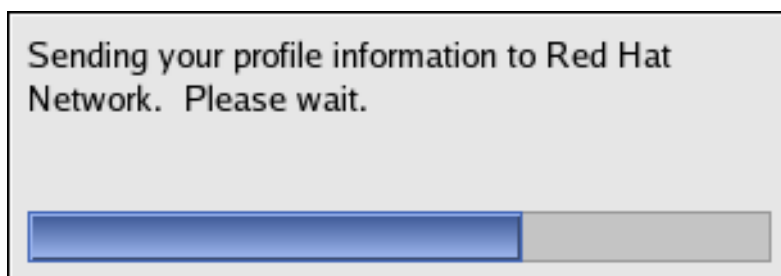 Sending your profile information to Red Hat
Network.  Please wait.